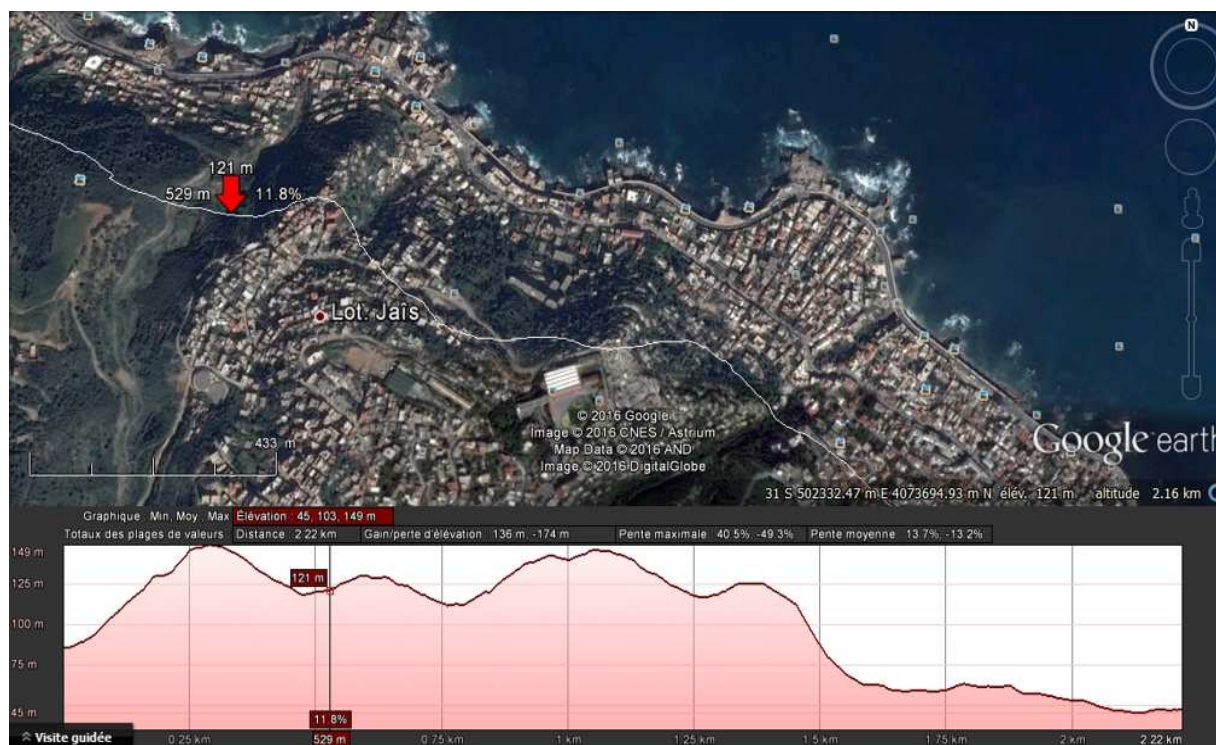 N
121 m
529 m 11.8%
Lot. Jaïs
433 m
© 2016 Google
Image © 2016 CNES / Astrium
Map Data © 2016 AND
Image © 2016 DigitalGlobe
Google earth
31 S 502332.47 m E 4073694.93 m N élév. 121 m altitude 2.16 km
Graphique : Min, Moy , Max Élévation : 45, 103, 149 m
Totaux des plages de valeurs Distance : 2.22 km Gain/perte d'élévation : 136 m, -174 m Pente maximale : 40.5%, -49.3% Pente moyenne : 13.7%, -13.2%
149 m
125 m
121 m
100 m
75 m
45 m
11.8%
Visite guidée 0.25 km 529 m 0.75 km 1 km 1.25 km 1.5 km 1.75 km 2 km 2.22 km